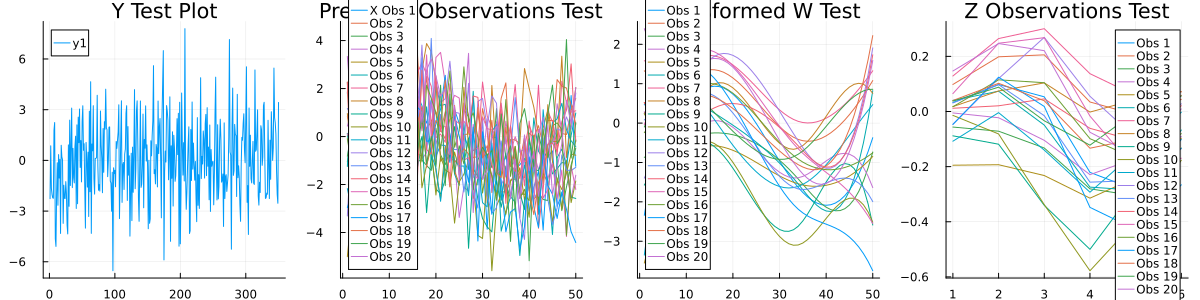 Y Test Plot
y1
6
3
0
−3
−6
0 100 200 300
Pre Observations Test
X Obs 1
Obs 2
Obs 3
Obs 4
Obs 5
Obs 6
Obs 7
Obs 8
Obs 9
Obs 10
Obs 11
Obs 12
Obs 13
Obs 14
Obs 15
Obs 16
Obs 17
Obs 18
Obs 19
Obs 20
4
2
0
−2
−4
0 10 20 30 40 50
formed W Test
Obs 1
Obs 2
Obs 3
Obs 4
Obs 5
Obs 6
Obs 7
Obs 8
Obs 9
Obs 10
Obs 11
Obs 12
Obs 13
Obs 14
Obs 15
Obs 16
Obs 17
Obs 18
Obs 19
Obs 20
2
1
0
−1
−2
−3
0 10 20 30 40 50
Z Observations Test
Obs 1
Obs 2
Obs 3
Obs 4
Obs 5
Obs 6
Obs 7
Obs 8
Obs 9
Obs 10
Obs 11
Obs 12
Obs 13
Obs 14
Obs 15
Obs 16
Obs 17
Obs 18
Obs 19
Obs 20
0.2
0.0
−0.2
−0.4
−0.6
1 2 3 4